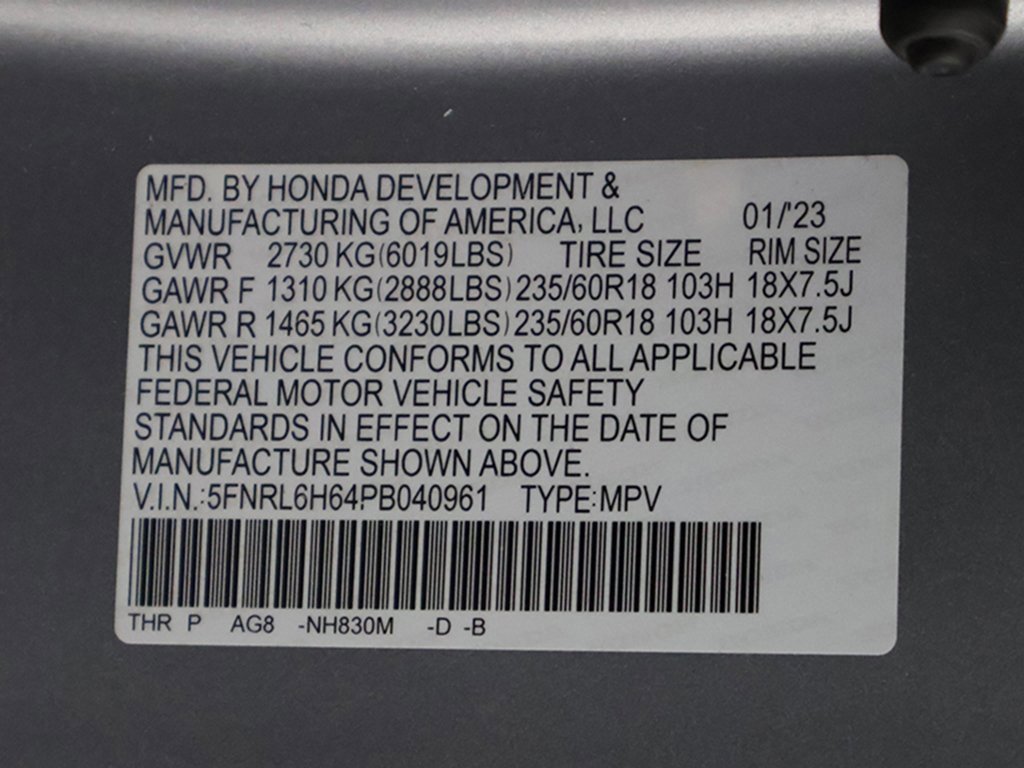 MFD. BY HONDA DEVELOPMENT &
MANUFACTURING OF AMERICA, LLC 01/'23
GVWR 2730 KG(6019LBS) TIRE SIZE RIM SIZE
GAWR F 1310 KG(2888LBS) 235/60R18 103H 18X7.5J
GAWR R 1465 KG(3230LBS) 235/60R18 103H 18X7.5J
THIS VEHICLE CONFORMS TO ALL APPLICABLE
FEDERAL MOTOR VEHICLE SAFETY
STANDARDS IN EFFECT ON THE DATE OF
MANUFACTURE SHOWN ABOVE.
V.I.N.:5FNRL6H64PB040961 TYPE:MPV
THR P AG8 -NH830M -D -B